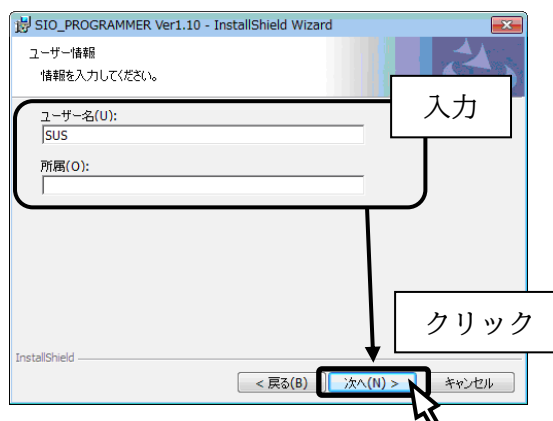 SIO_PROGRAMMER Ver1.10 - InstallShield Wizard
ユーザー情報
情報を入力してください。
入力
ユーザー名(U):
SUS
所属(O):
クリック
InstallShield
< 戻る(B)
次へ(N) >
キャンセル